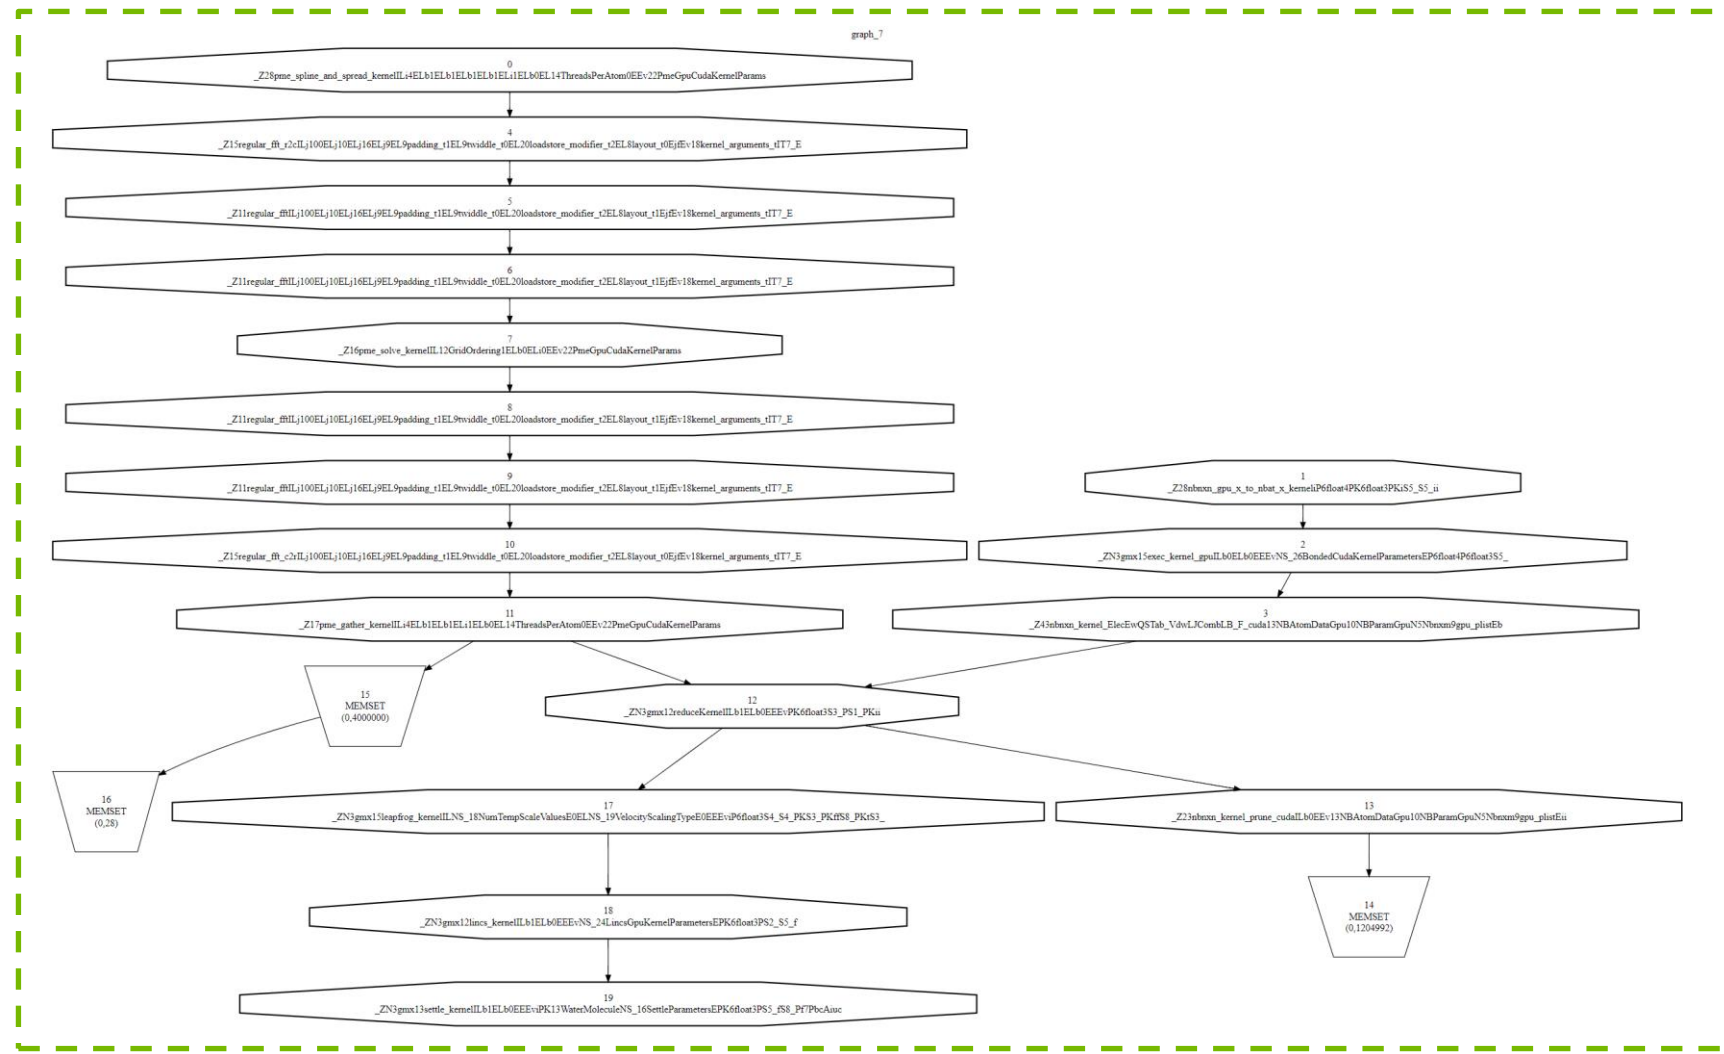 graph_7
0
_Z28pme_spline_and_spread_kernelILi4ELb1ELb1ELb1ELb1ELi1ELb0EL14ThreadsPerAtom0EEv22PmeGpuCudaKernelParams
4
_Z15regular_fft_r2cILj100ELj10ELj16ELj9EL9padding_t1EL9twiddle_t0EL20loadstore_modifier_t2EL8layout_t0EjfEv18kernel_arguments_tIT7_E
5
_Z11regular_fftILj100ELj10ELj16ELj9EL9padding_t1EL9twiddle_t0EL20loadstore_modifier_t2EL8layout_t1EjfEv18kernel_arguments_tIT7_E
6
_Z11regular_fftILj100ELj10ELj16ELj9EL9padding_t1EL9twiddle_t0EL20loadstore_modifier_t2EL8layout_t1EjfEv18kernel_arguments_tIT7_E
7
_Z16pme_solve_kernelIL12GridOrdering1ELb0ELi0EEv22PmeGpuCudaKernelParams
8
_Z11regular_fftILj100ELj10ELj16ELj9EL9padding_t1EL9twiddle_t0EL20loadstore_modifier_t2EL8layout_t1EjfEv18kernel_arguments_tIT7_E
9
_Z11regular_fftILj100ELj10ELj16ELj9EL9padding_t1EL9twiddle_t0EL20loadstore_modifier_t2EL8layout_t1EjfEv18kernel_arguments_tIT7_E
1
_Z28nbnxn_gpu_x_to_nbat_x_kerneliP6float4PK6float3PKiS5_S5_ii
10
_Z15regular_fft_c2rILj100ELj10ELj16ELj9EL9padding_t1EL9twiddle_t0EL20loadstore_modifier_t2EL8layout_t0EjfEv18kernel_arguments_tIT7_E
2
_ZN3gmx15exec_kernel_gpuILb0ELb0EEEvNS_26BondedCudaKernelParametersEP6float4P6float3S5_
11
_Z17pme_gather_kernelILi4ELb1ELb1ELi1ELb0EL14ThreadsPerAtom0EEv22PmeGpuCudaKernelParams
3
_Z43nbnxn_kernel_ElecEwQSTab_VdwLJCombLB_F_cuda13NBAtomDataGpu10NBParamGpuN5Nbnxm9gpu_plistEb
15
MEMSET
(0,4000000)
12
_ZN3gmx12reduceKernelILb1ELb0EEEvPK6float3S3_PS1_PKii
16
MEMSET
(0,28)
17
_ZN3gmx15leapfrog_kernelILNS_18NumTempScaleValuesE0ELNS_19VelocityScalingTypeE0EEEviP6float3S4_S4_PKS3_PKffS8_PKtS3_
13
_Z23nbnxn_kernel_prune_cudaILb0EEv13NBAtomDataGpu10NBParamGpuN5Nbnxm9gpu_plistEii
18
_ZN3gmx12lincs_kernelILb1ELb0EEEvNS_24LincsGpuKernelParametersEPK6float3PS2_S5_f
14
MEMSET
(0,1204992)
19
_ZN3gmx13settle_kernelILb1ELb0EEEviPK13WaterMoleculeNS_16SettleParametersEPK6float3PS5_fS8_Pf7PbcAiuc